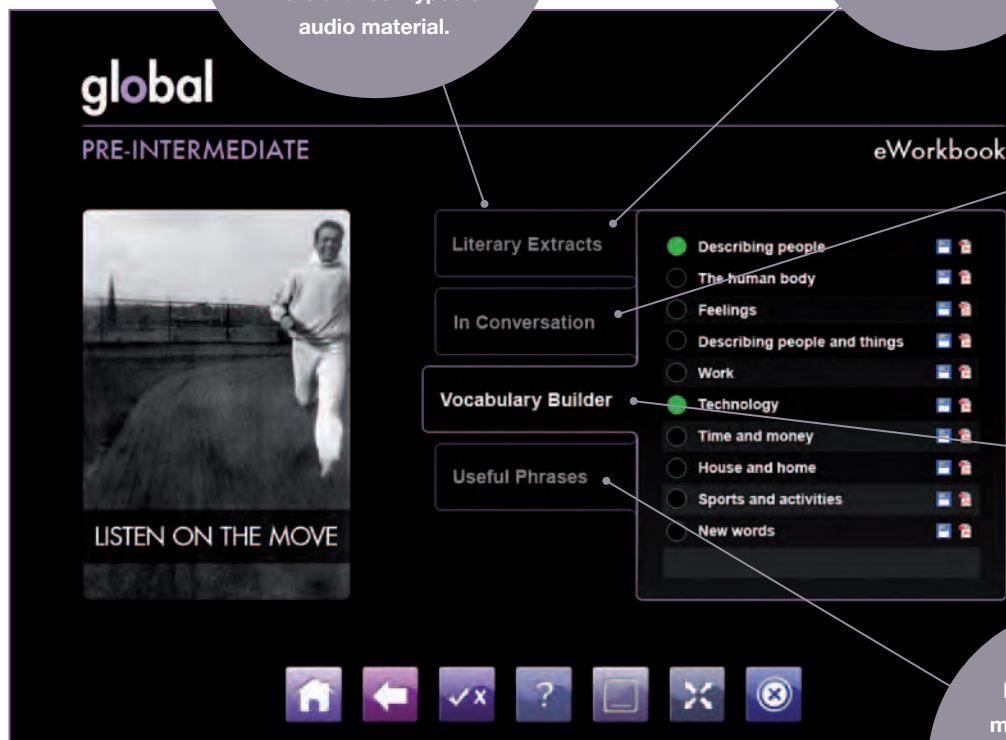 audio material.
global
PRE-INTERMEDIATE
eWorkbook
Literary Extracts
In Conversation
Vocabulary Builder
Useful Phrases
Describing people
The human body
Feelings
Describing people and things
Work
Technology
Time and money
House and home
Sports and activities
New words
LISTEN ON THE MOVE